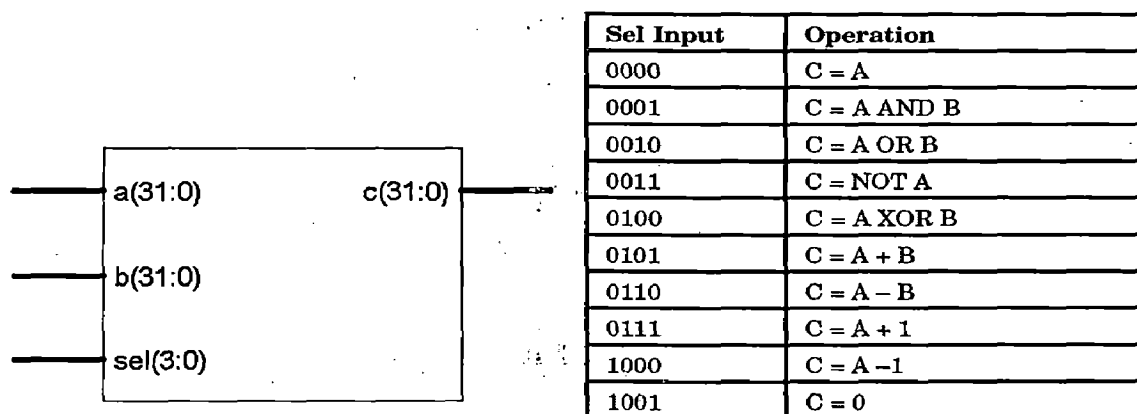 a(31:0) c(31:0)
b(31:0)
sel(3:0)
Sel Input Operation
0000 C = A
0001 C = A AND B
0010 C = A OR B
0011 C = NOT A
0100 C = A XOR B
0101 C = A + B
0110 C = A – B
0111 C = A + 1
1000 C = A –1
1001 C = 0